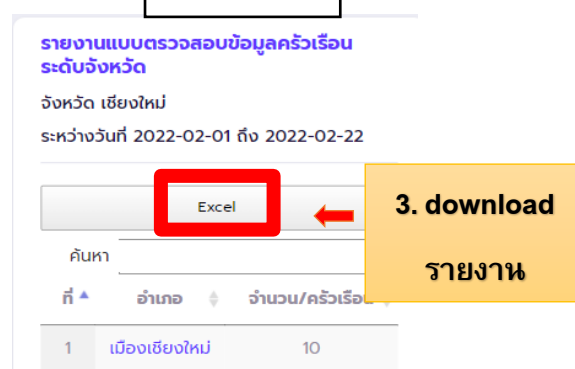 รายงานแบบตรวจสอบข้อมูลครัวเรือน
ระดับจังหวัด
จังหวัด เชียงใหม่
ระหว่างวันที่ 2022-02-01 ถึง 2022-02-22
Excel
3. download
รายงาน
ค้นหา
ที่ อำเภอ จำนวน/ครัวเรือน
1 เมืองเชียงใหม่ 10